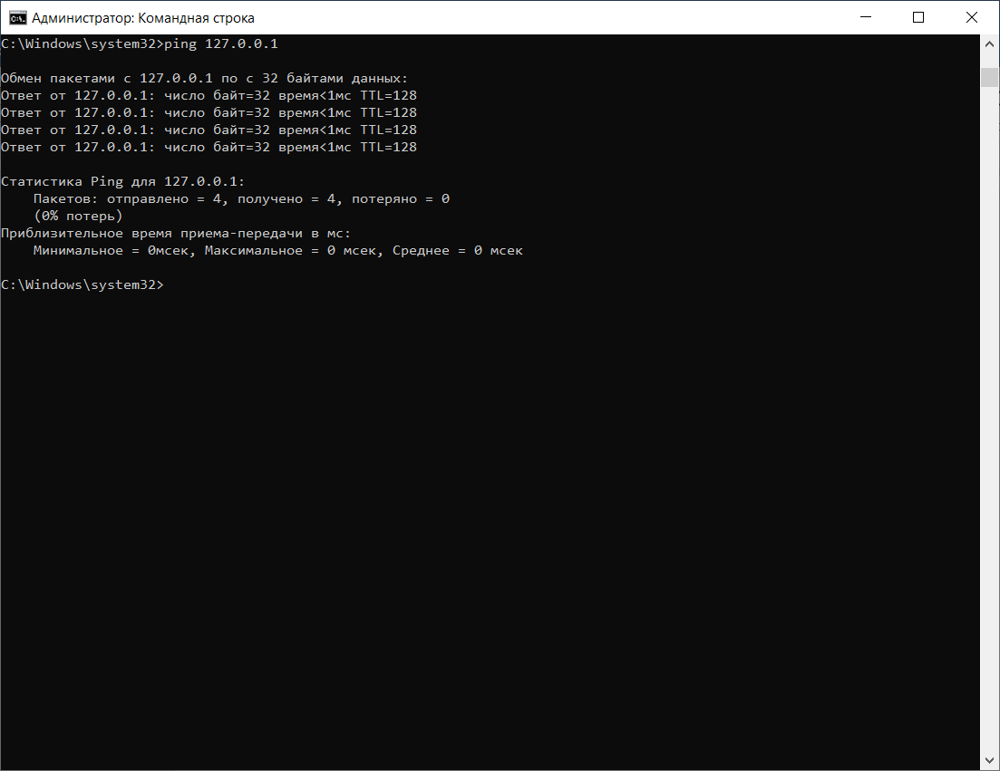 Администратор: Командная строка
C:\Windows\system32>ping 127.0.0.1
Обмен пакетами с 127.0.0.1 по с 32 байтами данных:
Ответ от 127.0.0.1: число байт=32 время<1мс TTL=128
Ответ от 127.0.0.1: число байт=32 время<1мс TTL=128
Ответ от 127.0.0.1: число байт=32 время<1мс TTL=128
Ответ от 127.0.0.1: число байт=32 время<1мс TTL=128
Статистика Ping для 127.0.0.1:
    Пакетов: отправлено = 4, получено = 4, потеряно = 0
    (0% потерь)
Приблизительное время приема-передачи в мс:
    Минимальное = 0мсек, Максимальное = 0 мсек, Среднее = 0 мсек
C:\Windows\system32>